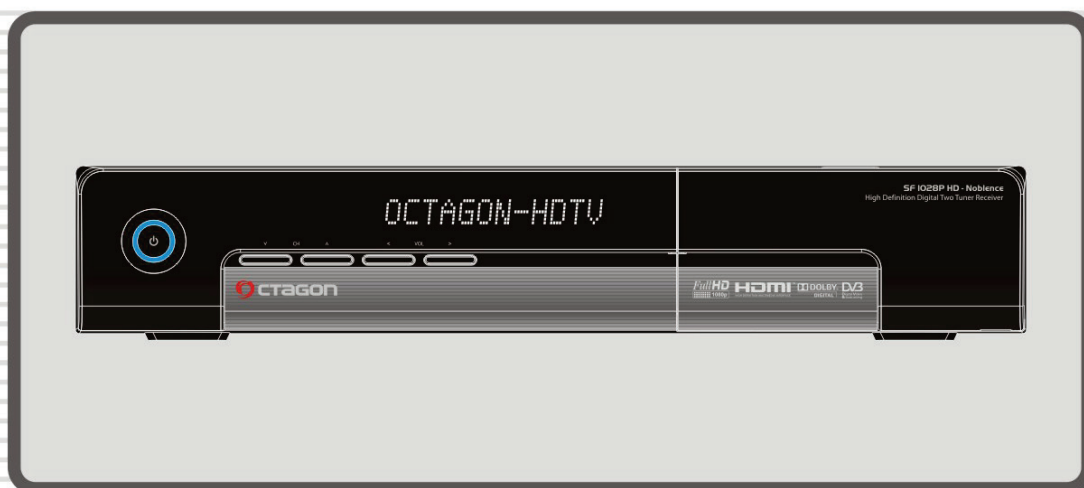 SF 1028P HD - Noblence
High Definition Digital Two Tuner Receiver
OCTAGON-HDTV
CH VOL
OCTAGON
Full HD 1080p HDMI DOLBY DIGITAL DVB